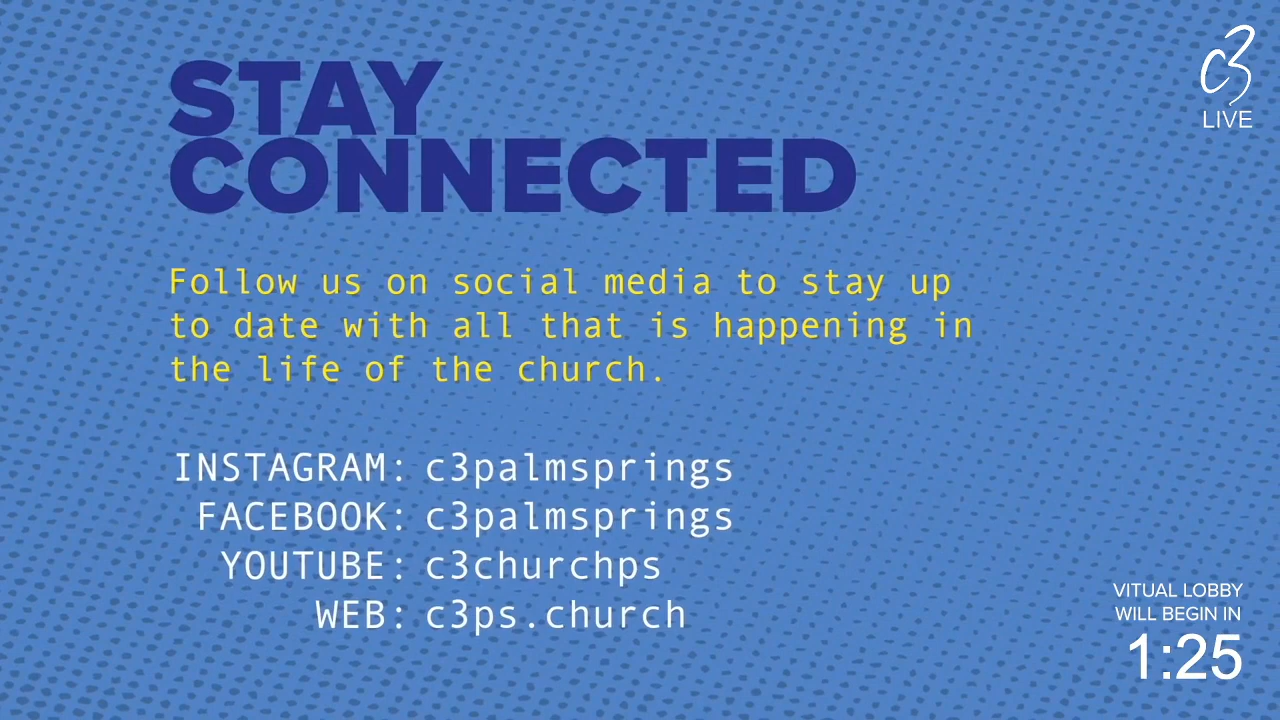 STAY
CONNECTED
Follow us on social media to stay up
to date with all that is happening in
the life of the church.
INSTAGRAM: c3palmsprings
FACEBOOK: c3palmsprings
YOUTUBE: c3churchps
WEB: c3ps.church
c3
LIVE
VITUAL LOBBY
WILL BEGIN IN
1:25